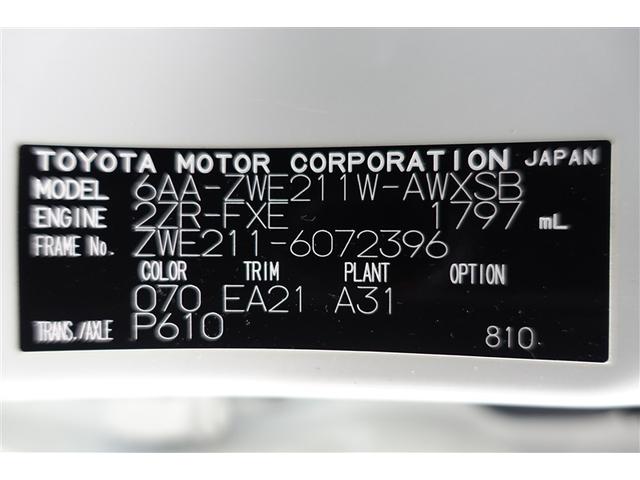 TOYOTA MOTOR CORPORATION JAPAN
MODEL 6AA-ZWE211W-AWXSB
ENGINE 2ZR-FXE 1797 mL
FRAME No. ZWE211-6072396
COLOR TRIM PLANT OPTION
070 EA21 A31
TRANS./AXLE P610 810